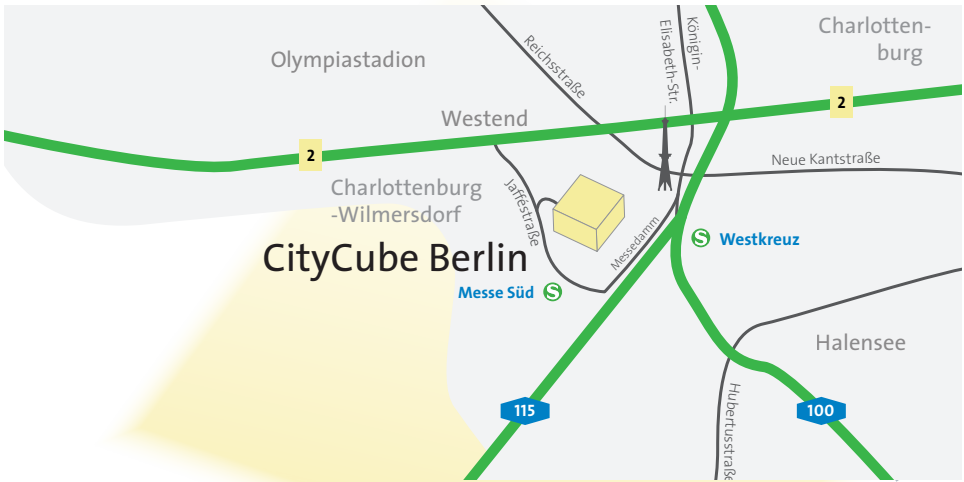 Charlotten-
burg
Olympiastadion
Reichsstraße
Königin-
Elisabeth-Str.
2
Westend
2
Neue Kantstraße
Charlottenburg
-Wilmersdorf
Jafféstraße
Messedamm
CityCube Berlin
S Westkreuz
Messe Süd S
Halensee
Hubertusstraße
115
100